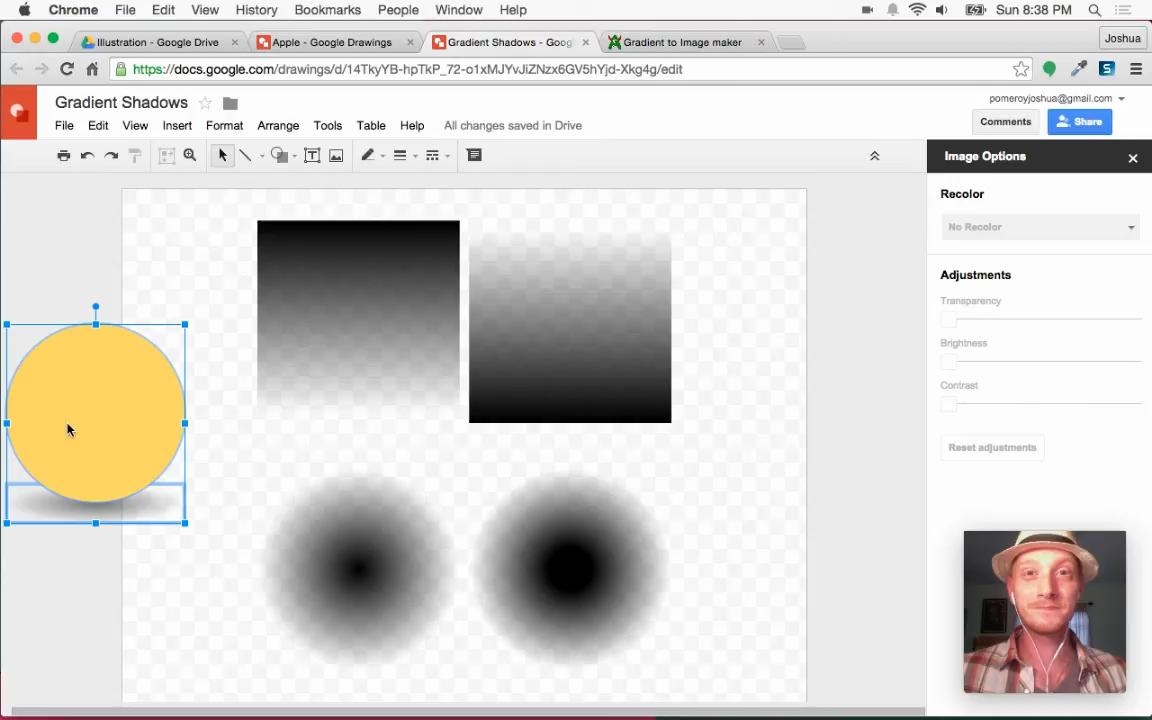 Chrome File Edit View History Bookmarks People Window Help Sun 8:38 PM
Illustration - Google Drive Apple - Google Drawings Gradient Shadows - Goog Gradient to Image maker Joshua
https://docs.google.com/drawings/d/14TkyYB-hpTkP_72-o1xMJYvJiZNzx6GV5hYjd-Xkg4g/edit
Gradient Shadows pomeroyjoshua@gmail.com
File Edit View Insert Format Arrange Tools Table Help All changes saved in Drive Comments Share
Image Options
Recolor
No Recolor
Adjustments
Transparency
Brightness
Contrast
Reset adjustments